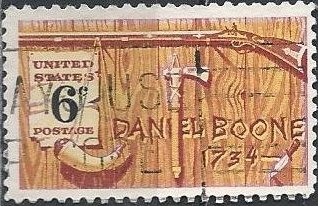 UNITED
STATES
6¢
POSTAGE
DANIEL BOONE
1734—